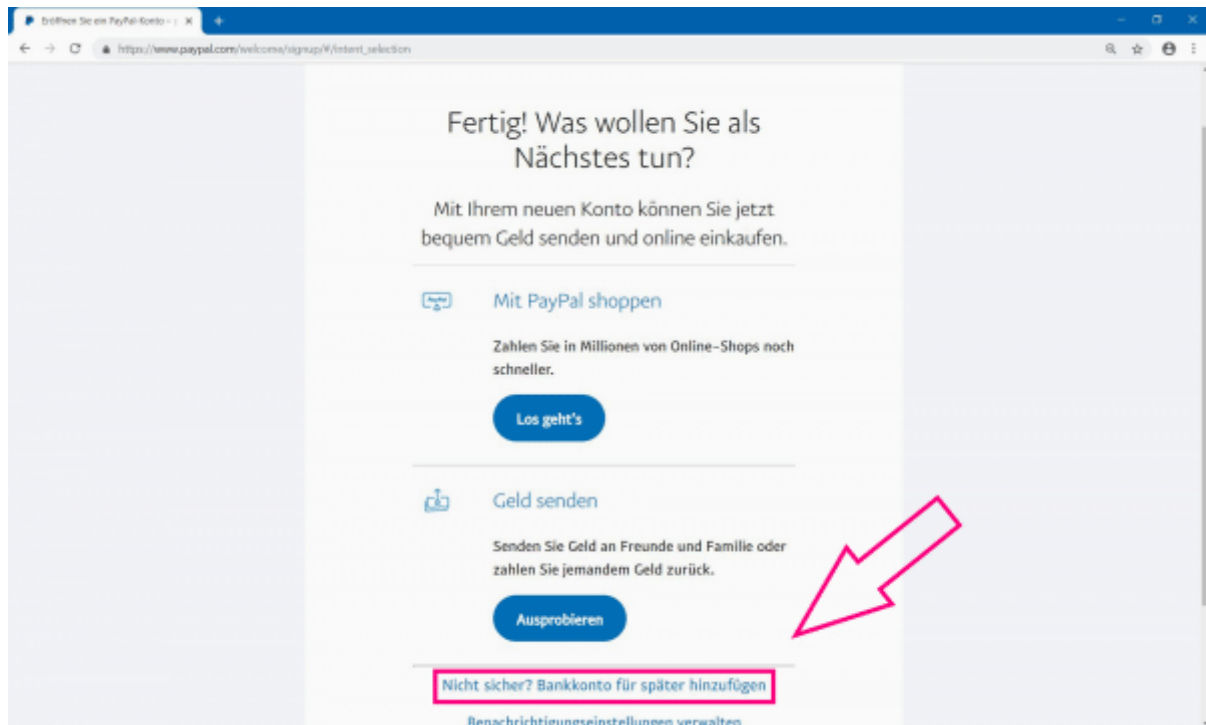 Eröffnen Sie ein PayPal-Konto –
https://www.paypal.com/welcome/signup/#/intent_selection
Fertig! Was wollen Sie als
Nächstes tun?
Mit Ihrem neuen Konto können Sie jetzt
bequem Geld senden und online einkaufen.
Mit PayPal shoppen
Zahlen Sie in Millionen von Online-Shops noch
schneller.
Los geht's
Geld senden
Senden Sie Geld an Freunde und Familie oder
zahlen Sie jemandem Geld zurück.
Ausprobieren
Nicht sicher? Bankkonto für später hinzufügen
Benachrichtigungseinstellungen verwalten